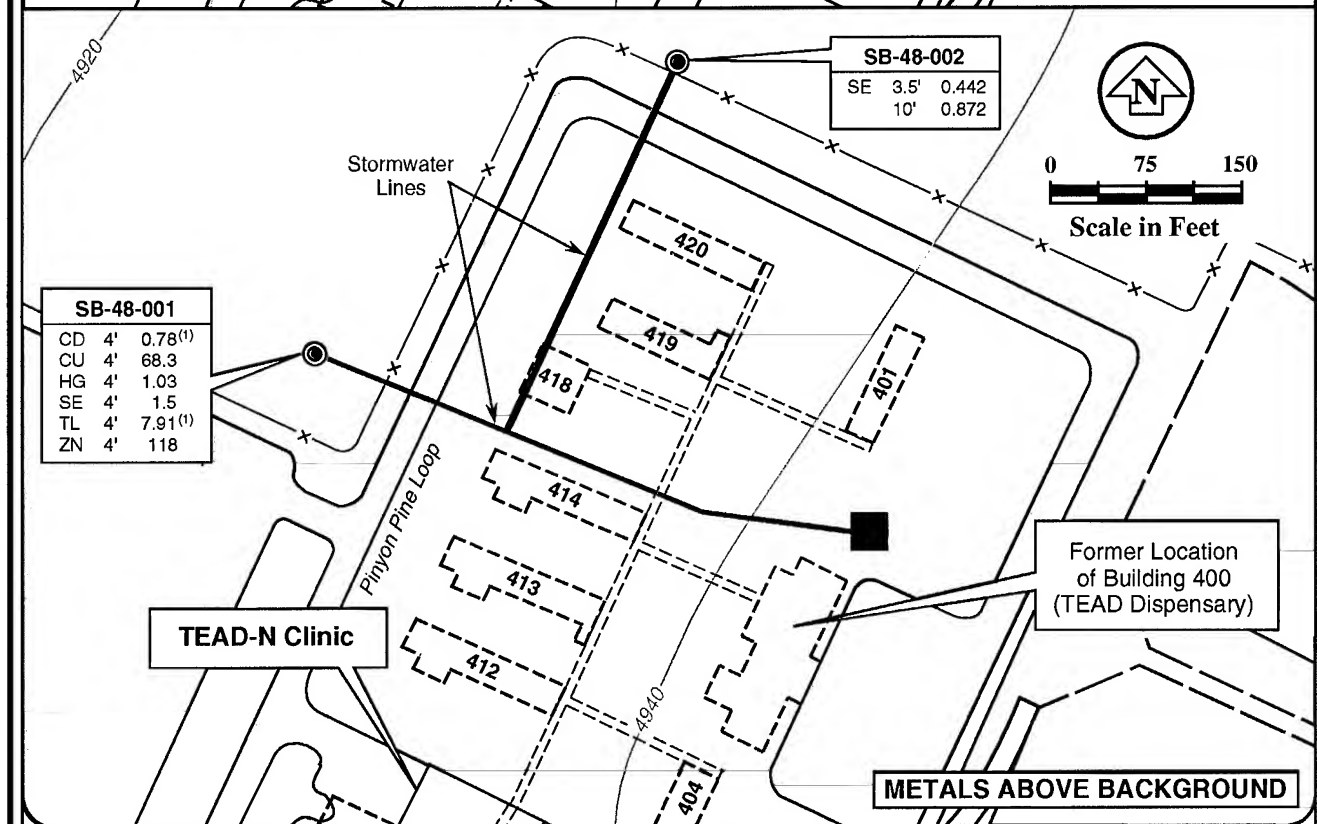 4920
SB-48-002
SE 3.5' 0.442
10' 0.872
N
0 75 150
Scale in Feet
Stormwater
Lines
420
419
418
401
SB-48-001
CD 4' 0.78(1)
CU 4' 68.3
HG 4' 1.03
SE 4' 1.5
TL 4' 7.91(1)
ZN 4' 118
Pinyon Pine Loop
414
413
412
Former Location
of Building 400
(TEAD Dispensary)
TEAD-N Clinic
4940
404
METALS ABOVE BACKGROUND